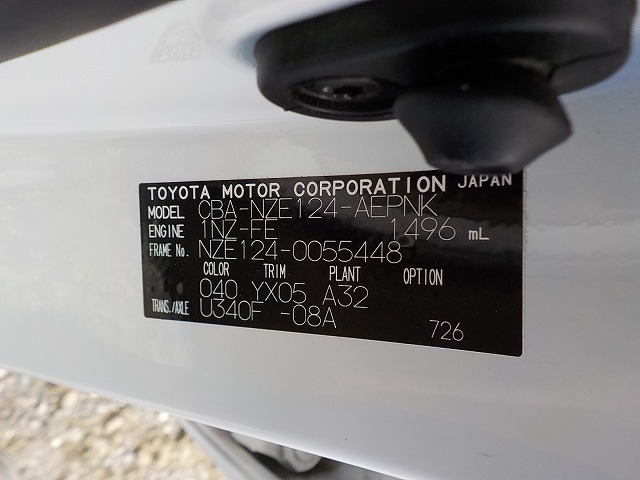 TOYOTA MOTOR CORPORATION JAPAN
MODEL CBA-NZE124-AEPNK
ENGINE 1NZ-FE 1496 mL
FRAME No. NZE124-0055448
COLOR TRIM PLANT OPTION
040 YX05 A32
TRANS./AXLE U340F -08A
726